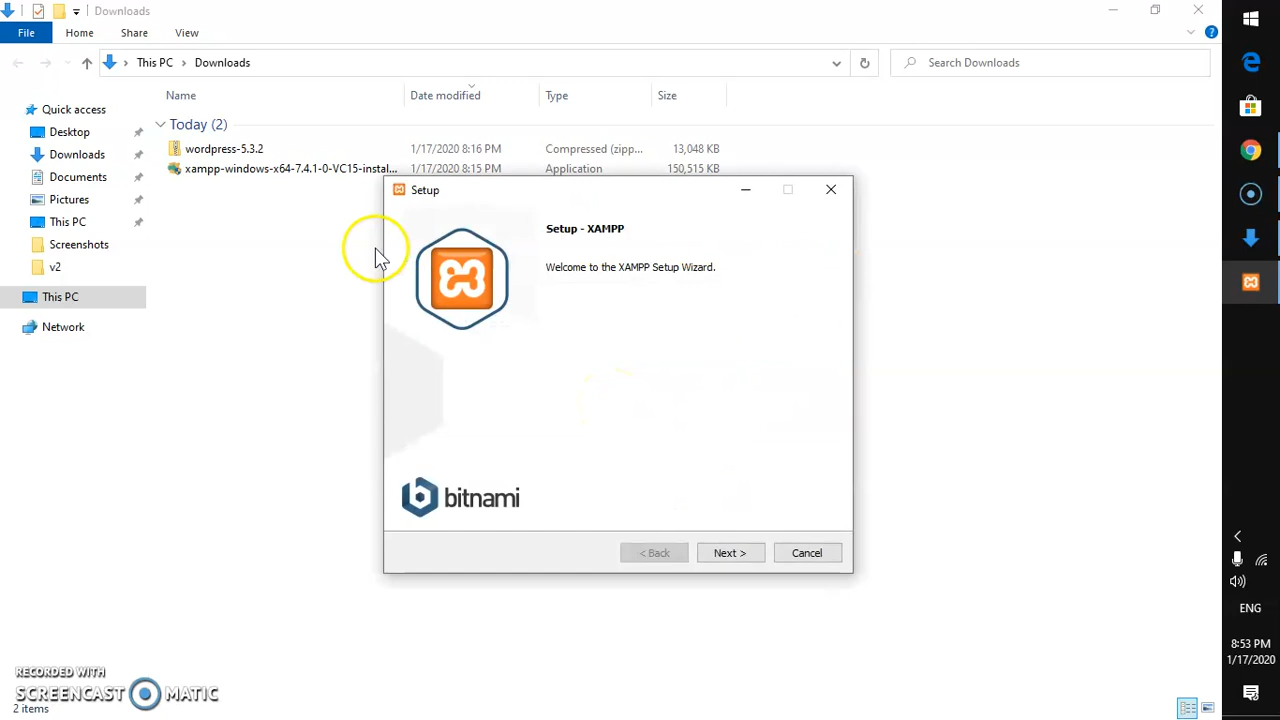 Downloads
File Home Share View
This PC Downloads Search Downloads
Name Date modified Type Size
Quick access
Desktop
Downloads
Documents
Pictures
This PC
Screenshots
v2
This PC
Network
Today (2)
wordpress-5.3.2 1/17/2020 8:16 PM Compressed (zipp... 13,048 KB
xampp-windows-x64-7.4.1-0-VC15-instal... 1/17/2020 8:15 PM Application 150,515 KB
Setup
Setup - XAMPP
Welcome to the XAMPP Setup Wizard.
bitnami
< Back Next > Cancel
ENG
8:53 PM
1/17/2020
RECORDED WITH
SCREENCAST MATIC
2 items